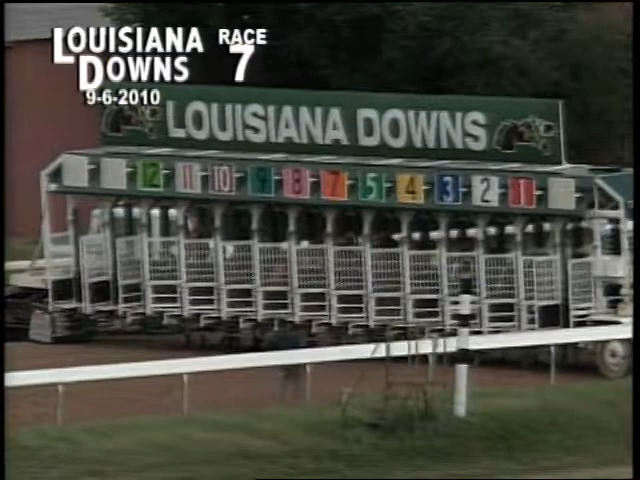 LOUISIANA DOWNS
RACE 7
9-6-2010
LOUISIANA DOWNS
12 11 10 9 8 7 5 4 3 2 1